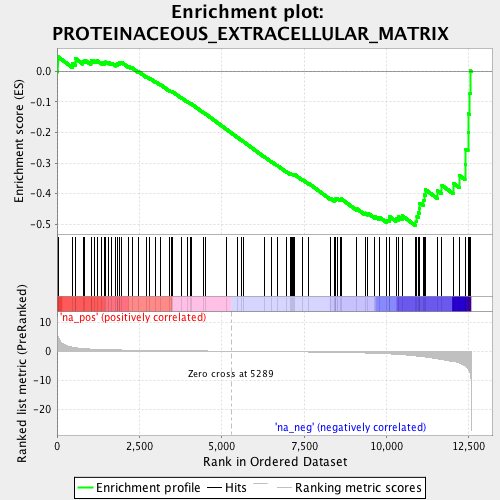 Enrichment plot:
PROTEINACEOUS_EXTRACELLULAR_MATRIX
Enrichment score (ES)
0.0
-0.1
-0.2
-0.3
-0.4
-0.5
'na_pos' (positively correlated)
Ranked list metric (PreRanked)
10
5
0
-5
-10
-15
-20
Zero cross at 5289
'na_neg' (negatively correlated)
0
2,500
5,000
7,500
10,000
12,500
Rank in Ordered Dataset
Enrichment profile
Hits
Ranking metric scores